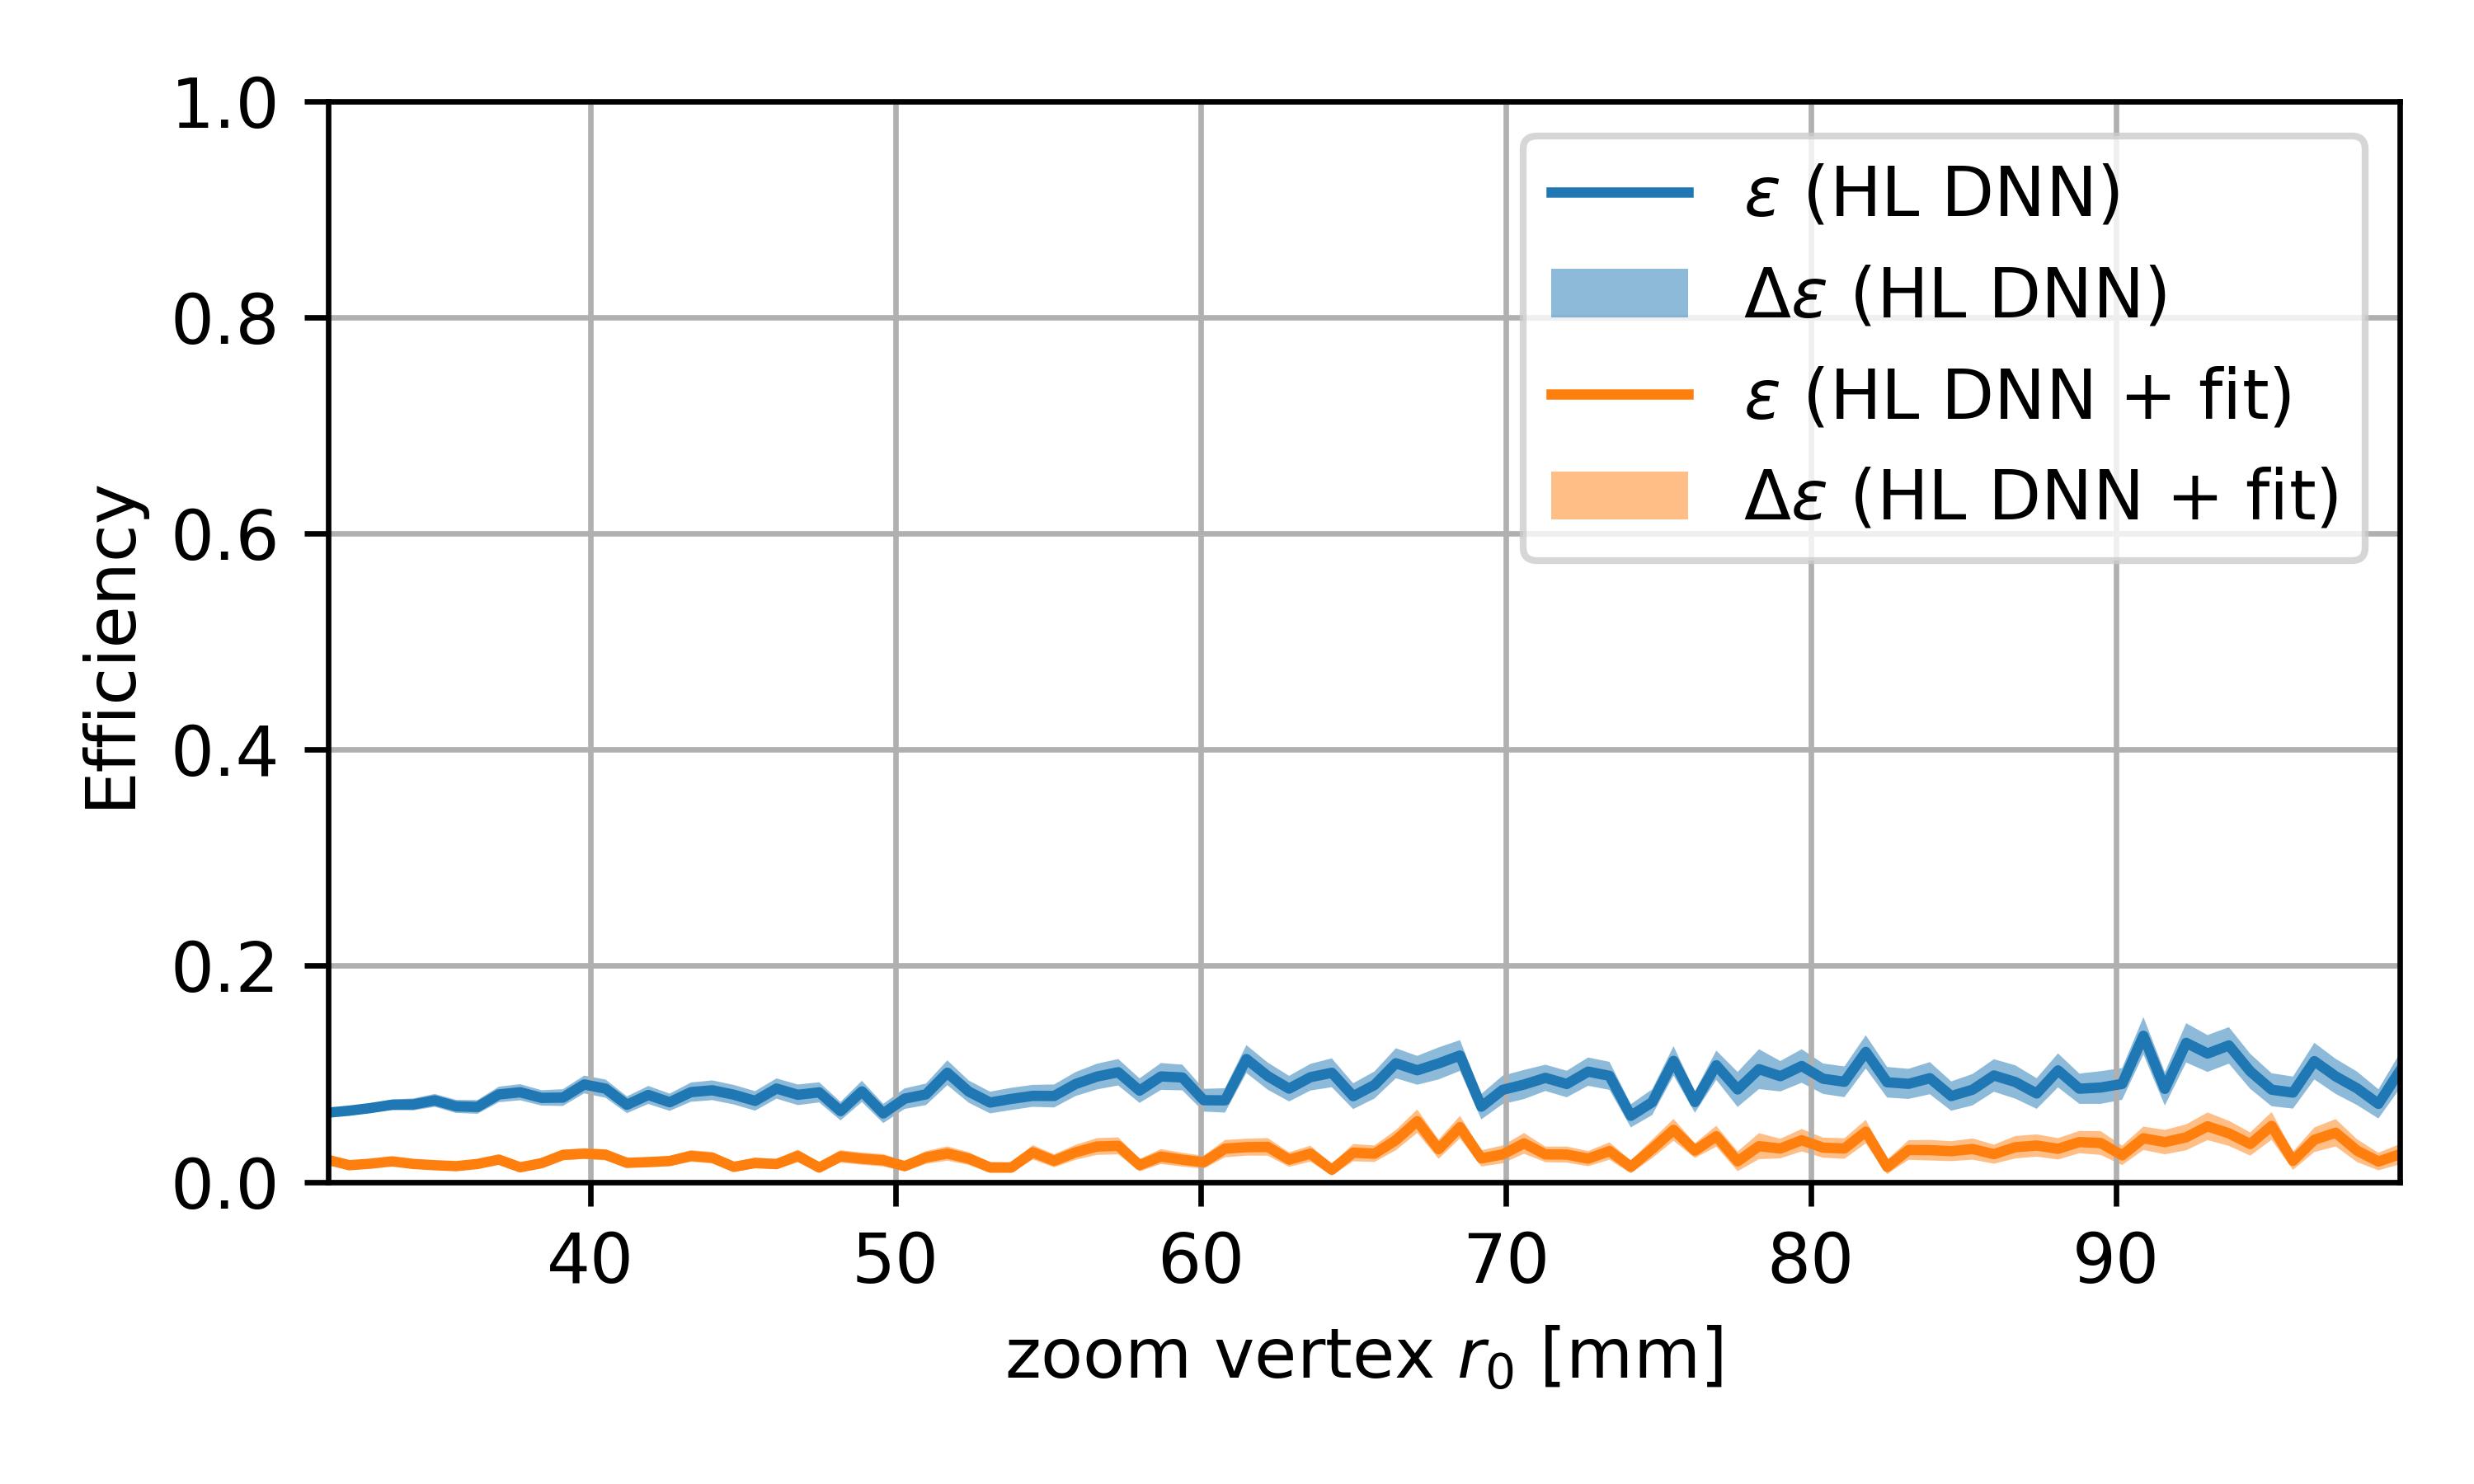 1.0
0.8
0.6
0.4
0.2
0.0
Efficiency
ε (HL DNN)
Δε (HL DNN)
ε (HL DNN + fit)
Δε (HL DNN + fit)
40 50 60 70 80 90
zoom vertex r₀ [mm]